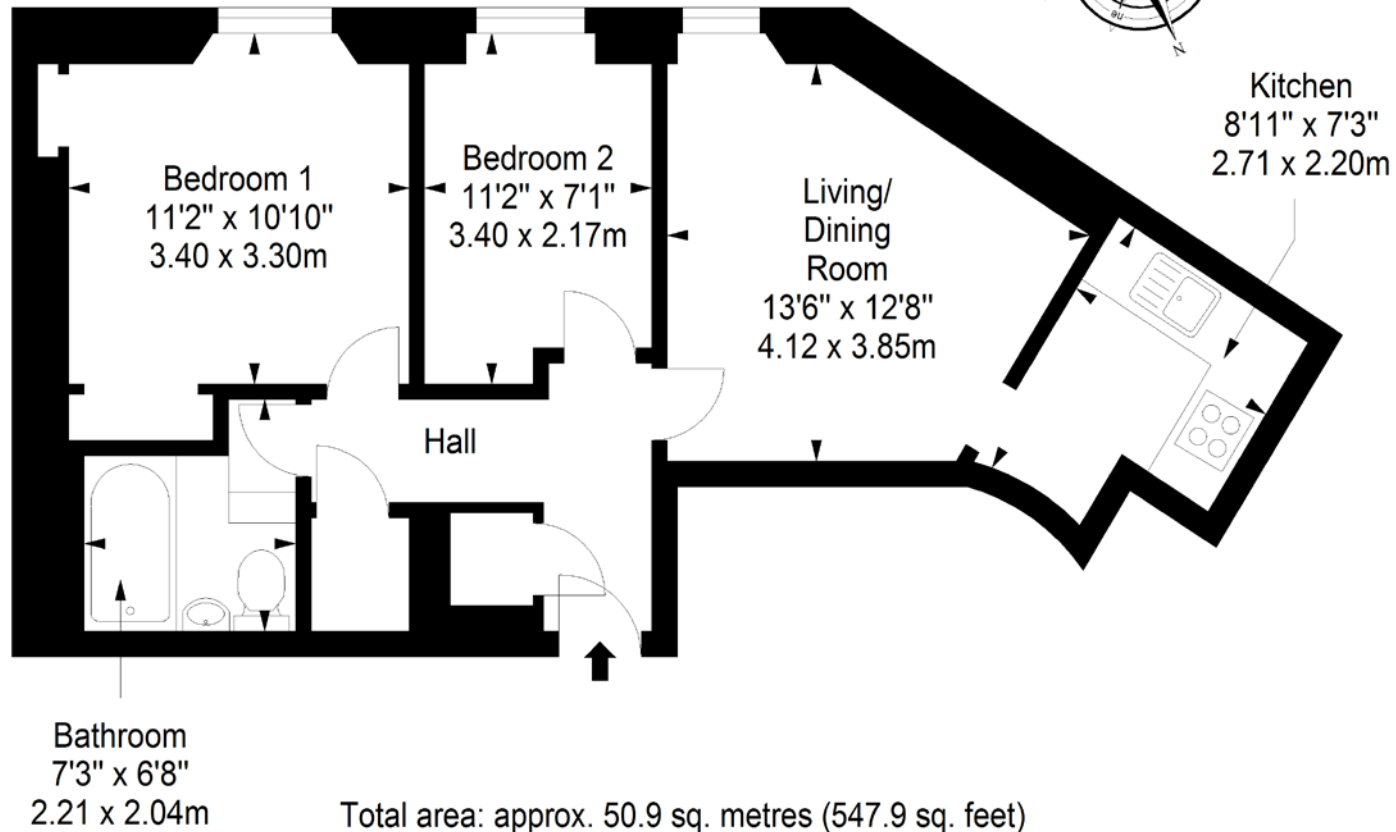 N
Kitchen
8'11" x 7'3"
2.71 x 2.20m
Bedroom 1
11'2" x 10'10"
3.40 x 3.30m
Bedroom 2
11'2" x 7'1"
3.40 x 2.17m
Living/
Dining
Room
13'6" x 12'8"
4.12 x 3.85m
Hall
Bathroom
7'3" x 6'8"
2.21 x 2.04m
Total area: approx. 50.9 sq. metres (547.9 sq. feet)